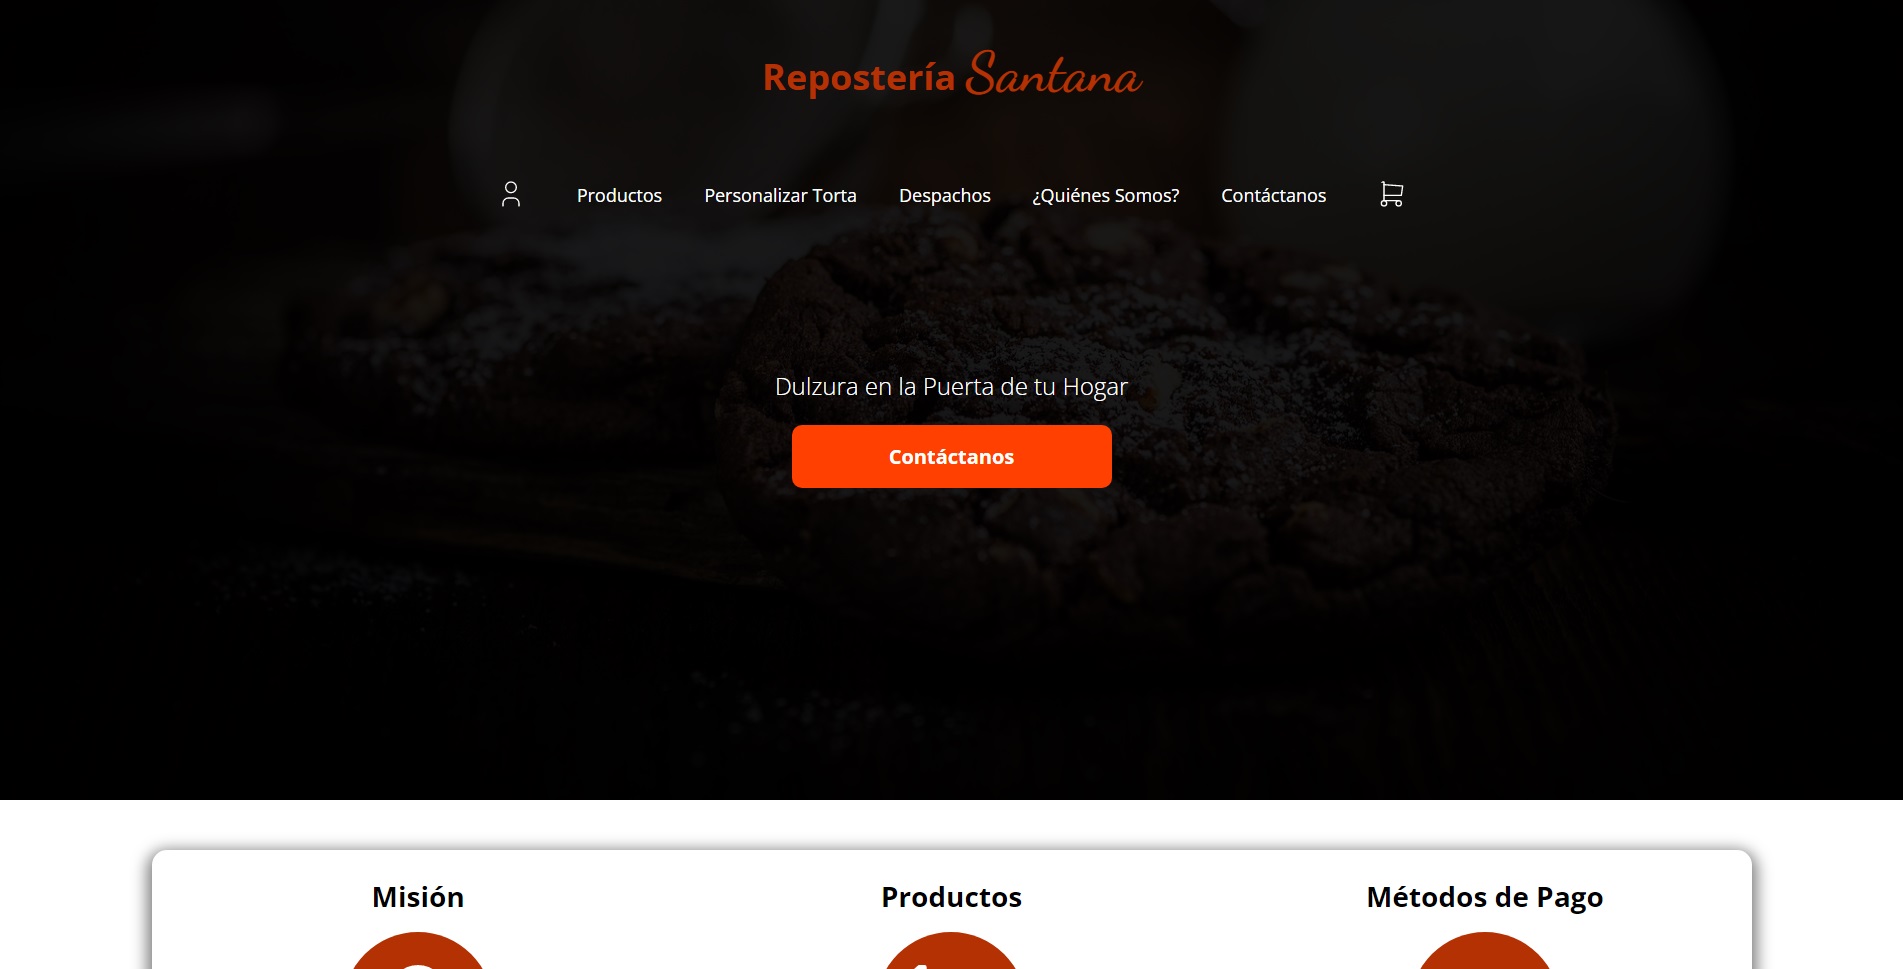 Repostería Santana
Productos Personalizar Torta Despachos ¿Quiénes Somos? Contáctanos
Dulzura en la Puerta de tu Hogar
Contáctanos
Misión Productos Métodos de Pago